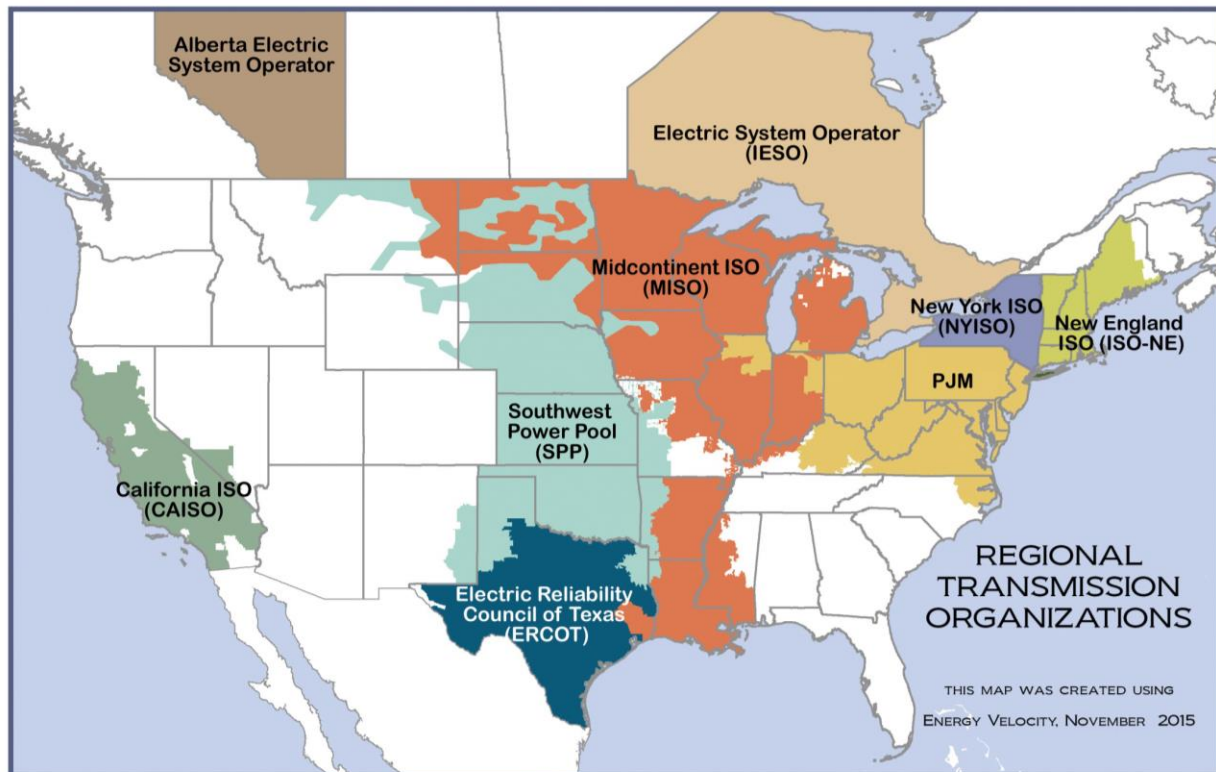 Alberta Electric
System Operator
Electric System Operator
(IESO)
Midcontinent ISO
(MISO)
New York ISO
(NYISO)
New England
ISO (ISO-NE)
PJM
Southwest
Power Pool
(SPP)
California ISO
(CAISO)
Electric Reliability
Council of Texas
(ERCOT)
REGIONAL
TRANSMISSION
ORGANIZATIONS
THIS MAP WAS CREATED USING
ENERGY VELOCITY, NOVEMBER 2015